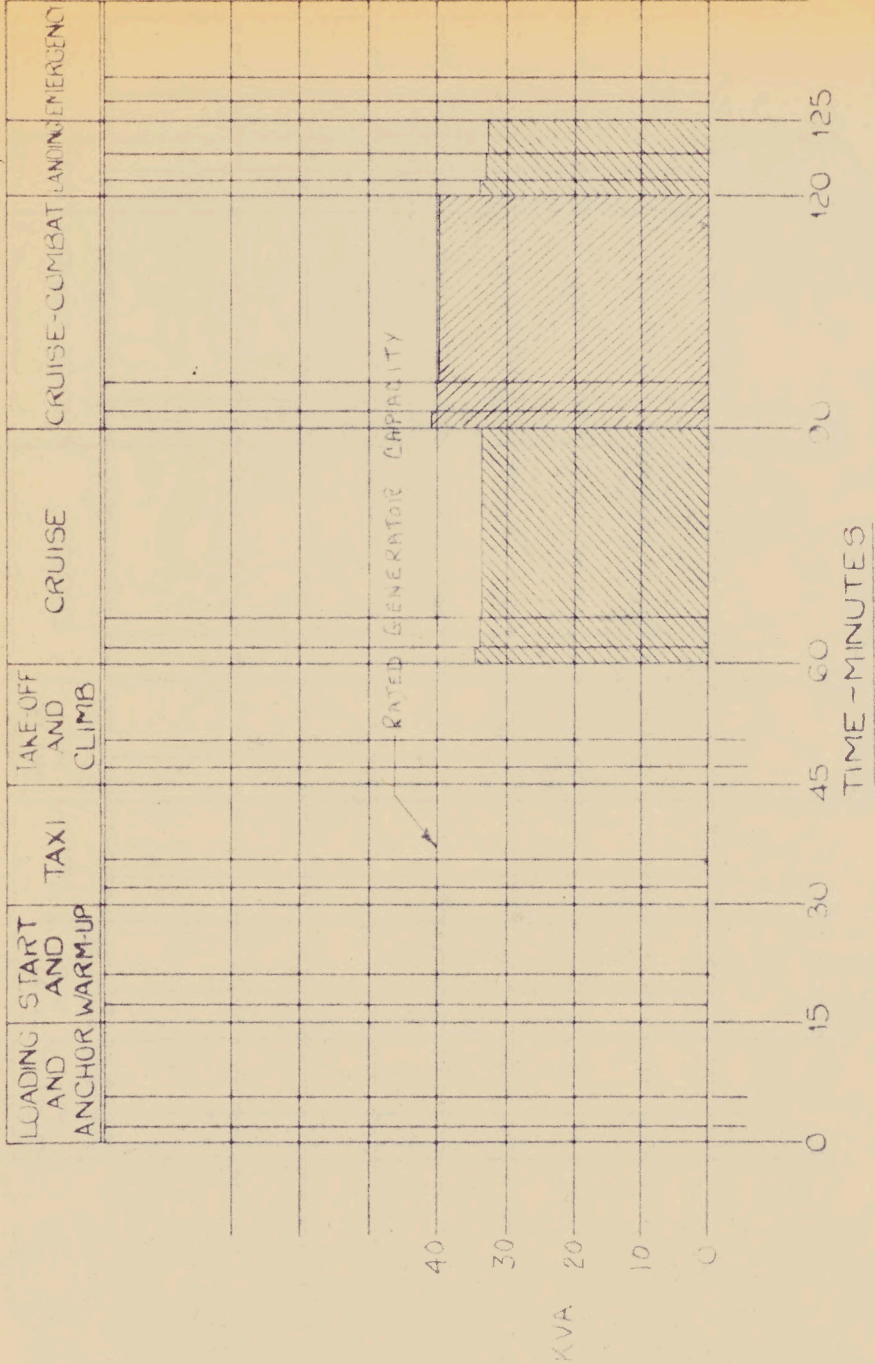 LOADING
AND
ANCHOR
START
AND
WARM-UP
TAXI
TAKE-OFF
AND
CLIMB
CRUISE
CRUISE-COMBAT
LANDING
EMERGENCY
RATED GENERATOR CAPACITY
KVA
40
30
20
10
0
0 15 30 45 60 90 120 125
TIME-MINUTES